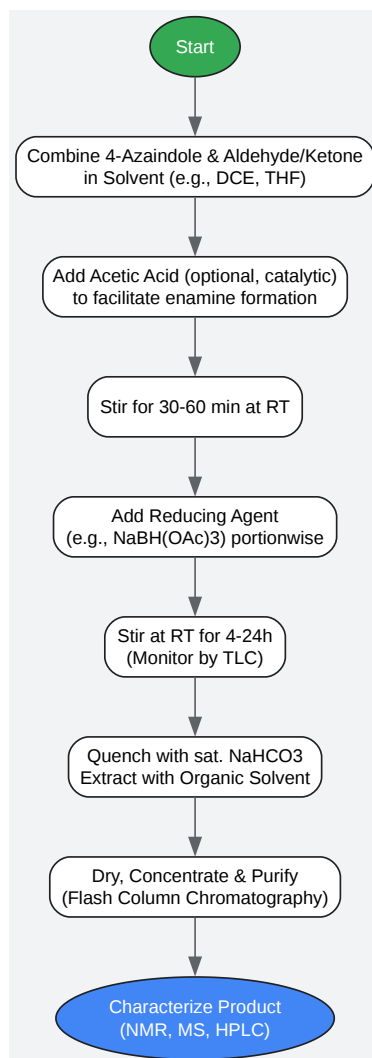 Start
Combine 4-Azaindole & Aldehyde/Ketone
in Solvent (e.g., DCE, THF)
Add Acetic Acid (optional, catalytic)
to facilitate enamine formation
Stir for 30-60 min at RT
Add Reducing Agent
(e.g., NaBH(OAc)3) portionwise
Stir at RT for 4-24h
(Monitor by TLC)
Quench with sat. NaHCO3
Extract with Organic Solvent
Dry, Concentrate & Purify
(Flash Column Chromatography)
Characterize Product
(NMR, MS, HPLC)